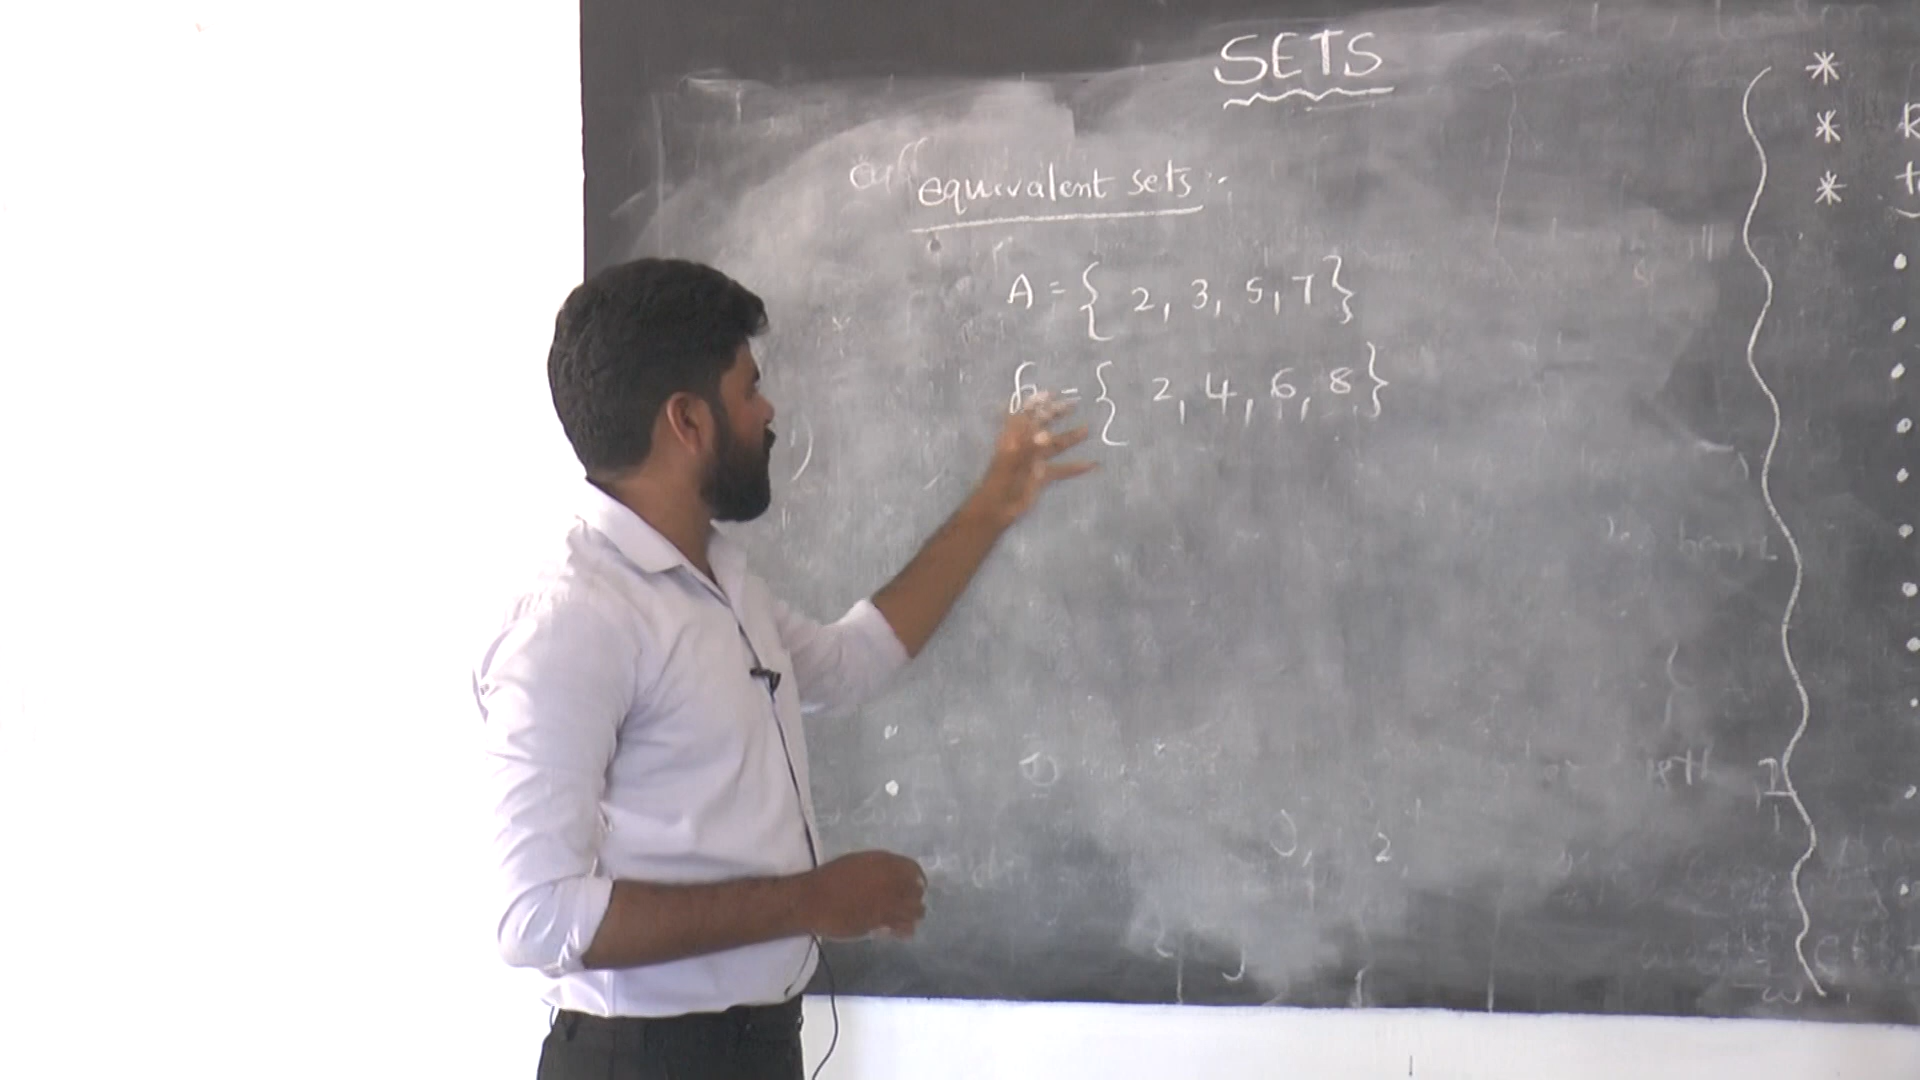 SETS
equivalent sets :-
A = { 2, 3, 5, 7 }
B = { 2, 4, 6, 8 }
*
*
*